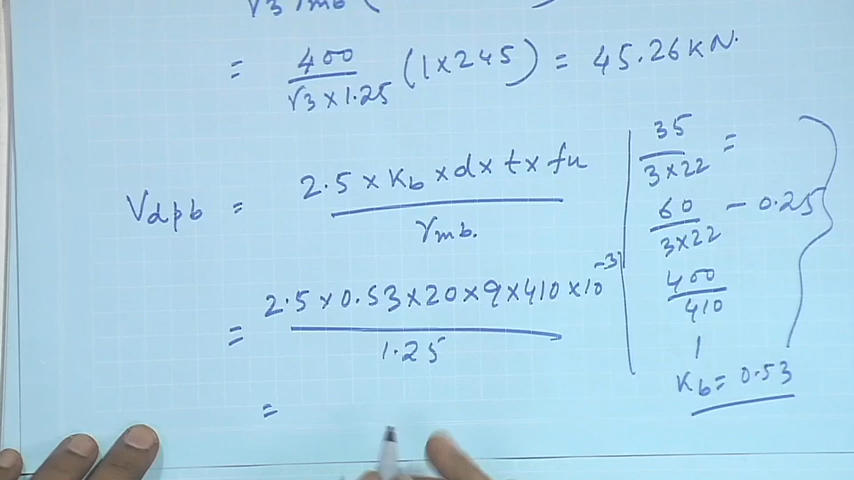 √3 γmb (
= 400 / √3 × 1.25 (1 × 245) = 45.26 kN.
Vdpb = 2.5 × Kb × d × t × fu / γmb.
= 2.5 × 0.53 × 20 × 9 × 410 × 10^-3 / 1.25
=
35 / 3×22 =
60 / 3×22 - 0.25
400 / 410
1
Kb = 0.53